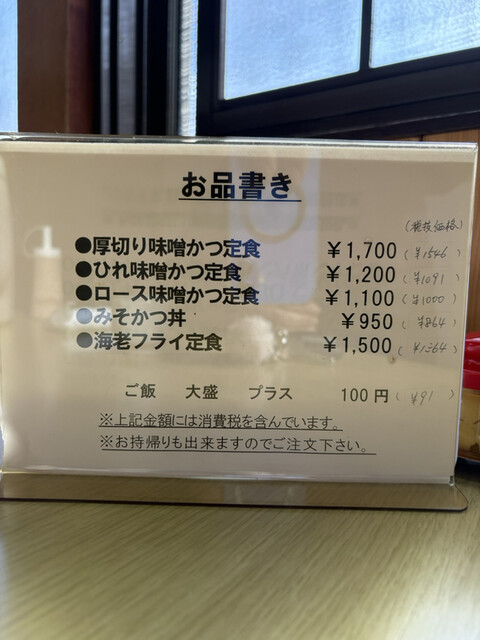 お品書き
(税抜価格)
●厚切り味噌かつ定食 ￥1,700 (¥1546)
●ひれ味噌かつ定食 ￥1,200 (¥1091)
●ロース味噌かつ定食 ￥1,100 (¥1000)
●みそかつ丼 ￥950 (¥864)
●海老フライ定食 ￥1,500 (¥1364)
ご飯 大盛 プラス 100円 (¥91)
※上記金額には消費税を含んでいます。
※お持帰りも出来ますのでご注文下さい。